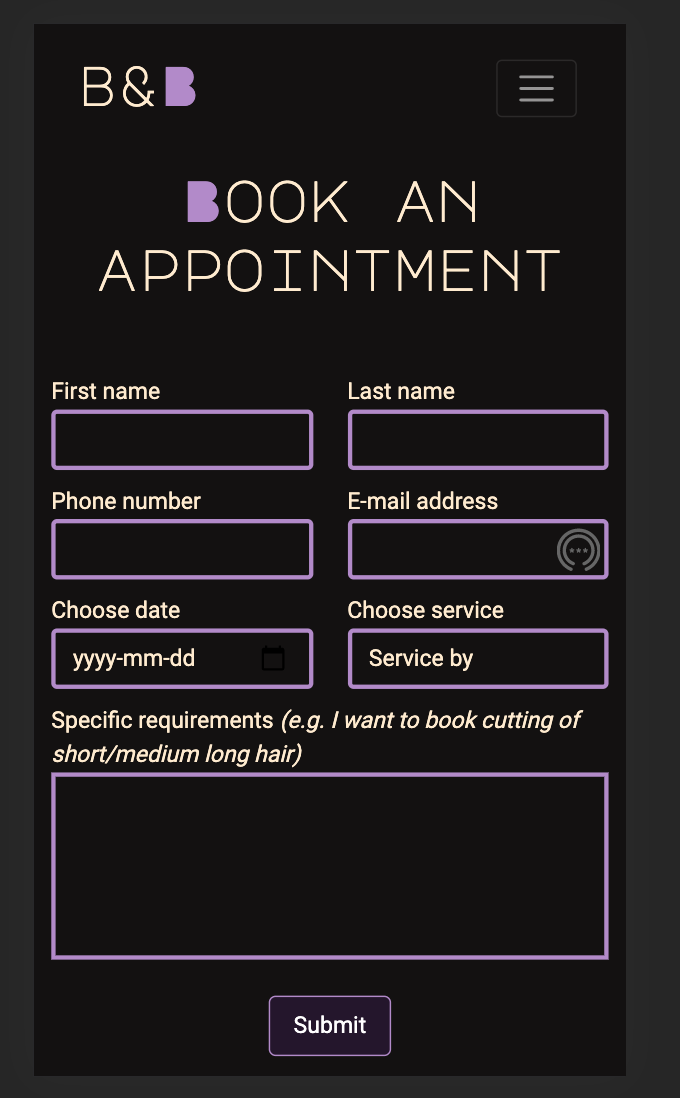 B&B
BOOK AN
APPOINTMENT
First name
Last name
Phone number
E-mail address
Choose date
Choose service
yyyy-mm-dd
Service by
Specific requirements (e.g. I want to book cutting of
short/medium long hair)
Submit